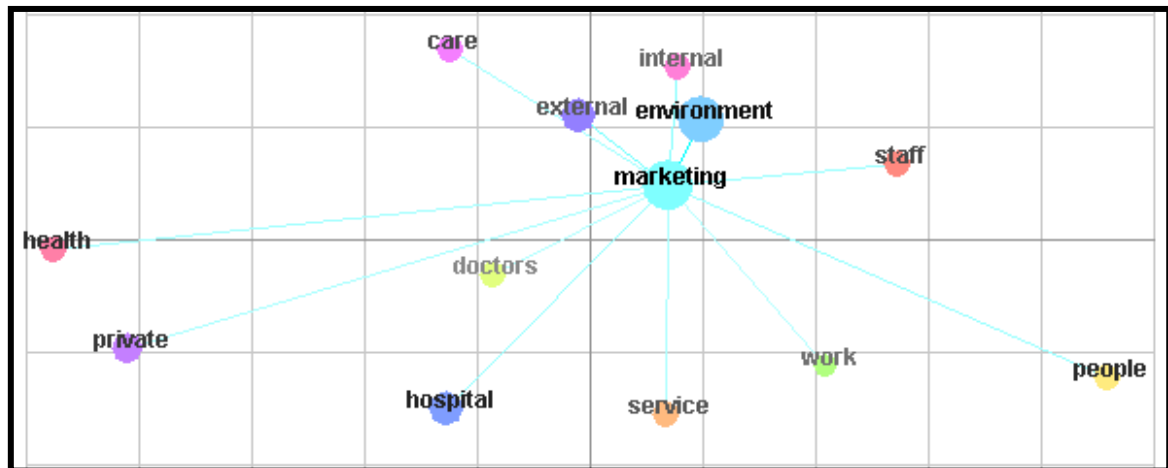 care
internal
external
environment
staff
marketing
health
doctors
private
work
people
hospital
service